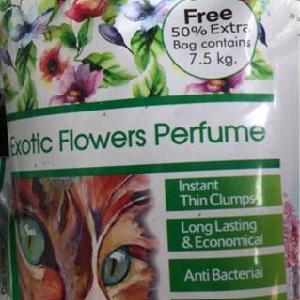 Free
50% Extra
Bag contains
7.5 kg.
Exotic Flowers Perfume
Instant
Thin Clumps
Long Lasting
& Economical
Anti Bacterial